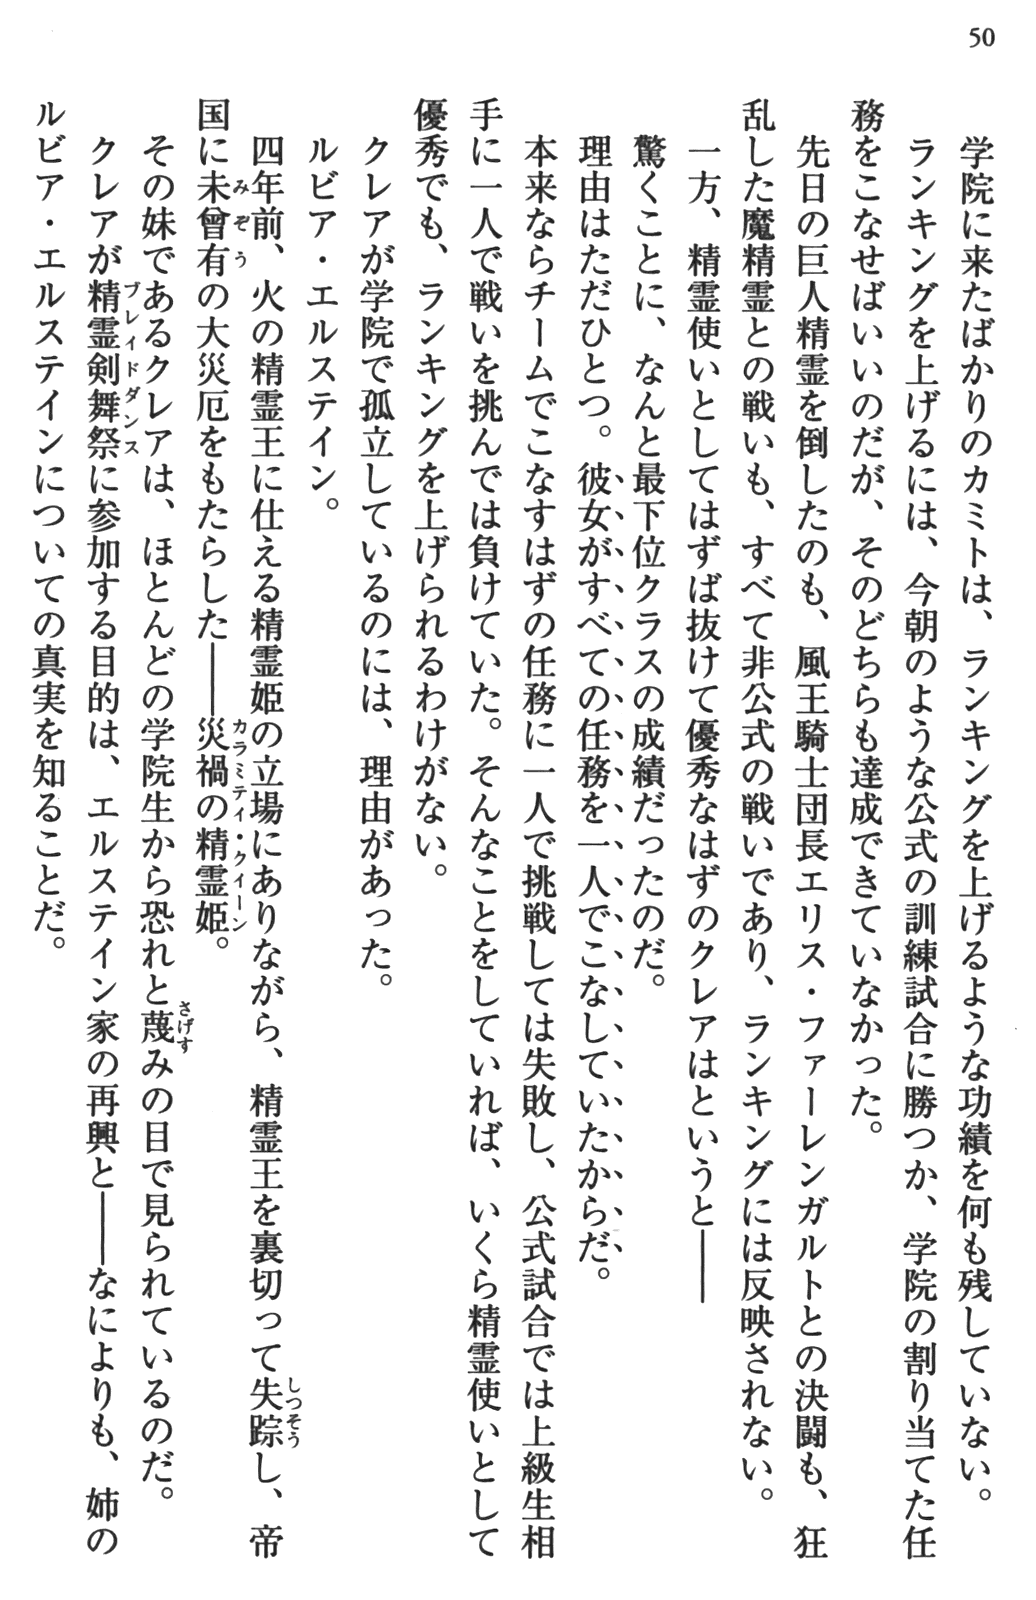 50
学院に来たばかりのカミトは、ランキングを上げるような功績を何も残していない。
ランキングを上げるには、今朝のような公式の訓練試合に勝つか、学院の割り当てた任
務をこなせばいいのだが、そのどちらも達成できていなかった。
先日の巨人精霊を倒したのも、風王騎士団長エリス・ファーレンガルトとの決闘も、狂
乱した魔精霊との戦いも、すべて非公式の戦いであり、ランキングには反映されない。
一方、精霊使いとしてはずば抜けて優秀なはずのクレアはというと――
驚くことに、なんと最下位クラスの成績だったのだ。
理由はただひとつ。彼女がすべての任務を一人でこなしていたからだ。
本来ならチームでこなすはずの任務に一人で挑戦しては失敗し、公式試合では上級生相
手に一人で戦いを挑んでは負けていた。そんなことをしていれば、いくら精霊使いとして
優秀でも、ランキングを上げられるわけがない。
クレアが学院で孤立しているのには、理由があった。
ルビア・エルステイン。
四年前、火の精霊王に仕える精霊姫の立場にありながら、精霊王を裏切って失踪し、帝
しっそう
国に未曾有の大災厄をもたらした――災禍の精霊姫。
みぞう
カラミティ・クイーン
その妹であるクレアは、ほとんどの学院生から恐れと蔑みの目で見られているのだ。
さげす
クレアが精霊剣舞祭に参加する目的は、エルステイン家の再興と――なによりも、姉の
ブレイドダンス
ルビア・エルステインについての真実を知ることだ。